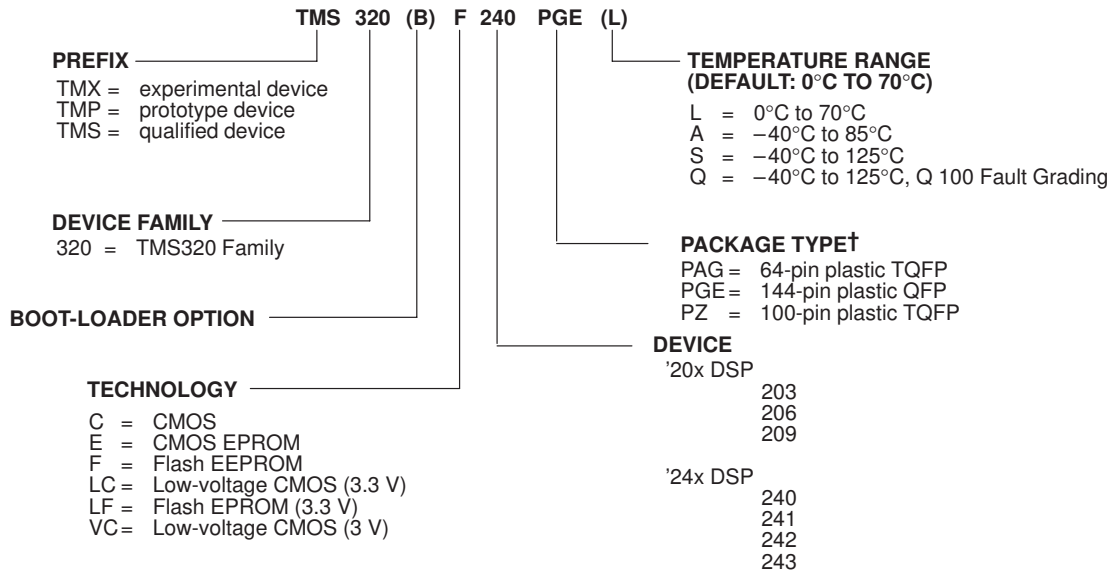 TMS 320 (B) F 240 PGE (L)
PREFIX
TMX = experimental device
TMP = prototype device
TMS = qualified device
DEVICE FAMILY
320 = TMS320 Family
BOOT-LOADER OPTION
TECHNOLOGY
C = CMOS
E = CMOS EPROM
F = Flash EEPROM
LC = Low-voltage CMOS (3.3 V)
LF = Flash EPROM (3.3 V)
VC = Low-voltage CMOS (3 V)
TEMPERATURE RANGE
(DEFAULT: 0°C TO 70°C)
L = 0°C to 70°C
A = –40°C to 85°C
S = –40°C to 125°C
Q = –40°C to 125°C, Q 100 Fault Grading
PACKAGE TYPE†
PAG = 64-pin plastic TQFP
PGE = 144-pin plastic QFP
PZ = 100-pin plastic TQFP
DEVICE
’20x DSP
203
206
209
’24x DSP
240
241
242
243